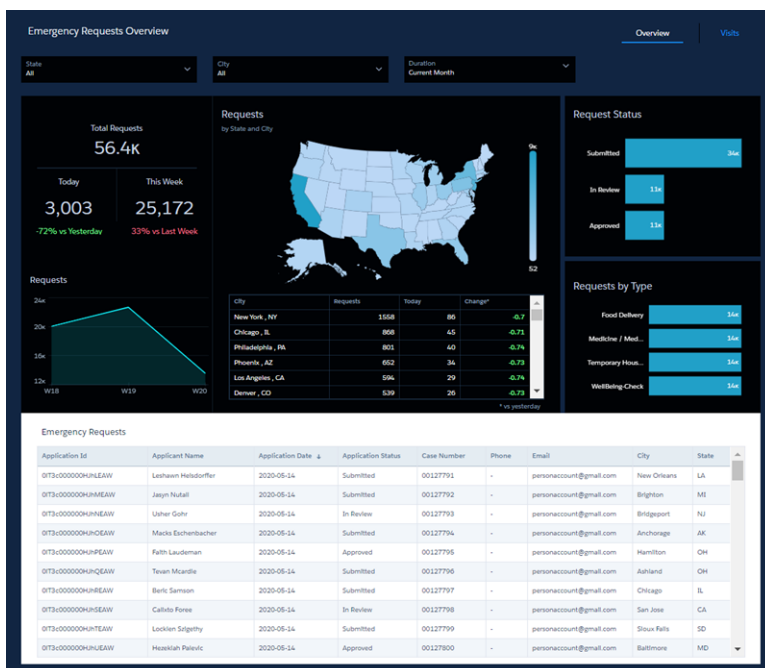 Emergency Requests Overview
Overview
Visits
State
All
City
All
Duration
Current Month
Total Requests
56.4K
Today
3,003
-72% vs Yesterday
This Week
25,172
33% vs Last Week
Requests
24K
20K
16K
12K
W18 W19 W20
Requests
by State and City
9K
52
City Requests Today Change*
New York , NY 1558 86 -0.7
Chicago , IL 868 45 -0.71
Philadelphia , PA 801 40 -0.74
Phoenix , AZ 652 34 -0.73
Los Angeles , CA 594 29 -0.74
Denver , CO 539 26 -0.73
* vs yesterday
Request Status
Submitted 34K
In Review 11K
Approved 11K
Requests by Type
Food Delivery 14K
Medicine / Med... 14K
Temporary Hous... 14K
WellBeing-Check 14K
Emergency Requests
Application Id Applicant Name Application Date ↓ Application Status Case Number Phone Email City State
0IT3c000000HJhLEAW Leshawn Helsdorffer 2020-05-14 Submitted 00127791 - personaccount@gmail.com New Orleans LA
0IT3c000000HJhMEAW Jasyn Nutall 2020-05-14 Submitted 00127792 - personaccount@gmail.com Brighton MI
0IT3c000000HJhNEAW Usher Gohr 2020-05-14 In Review 00127793 - personaccount@gmail.com Bridgeport NJ
0IT3c000000HJhOEAW Macks Eschenbacher 2020-05-14 Submitted 00127794 - personaccount@gmail.com Anchorage AK
0IT3c000000HJhPEAW Faith Laudeman 2020-05-14 Approved 00127795 - personaccount@gmail.com Hamilton OH
0IT3c000000HJhQEAW Tevan Mcardle 2020-05-14 Submitted 00127796 - personaccount@gmail.com Ashland OH
0IT3c000000HJhREAW Beric Samson 2020-05-14 Submitted 00127797 - personaccount@gmail.com Chicago IL
0IT3c000000HJhSEAW Calixto Foree 2020-05-14 In Review 00127798 - personaccount@gmail.com San Jose CA
0IT3c000000HJhTEAW Locklen Szigethy 2020-05-14 Submitted 00127799 - personaccount@gmail.com Sioux Falls SD
0IT3c000000HJhUEAW Hezekiah Palevic 2020-05-14 Approved 00127800 - personaccount@gmail.com Baltimore MD